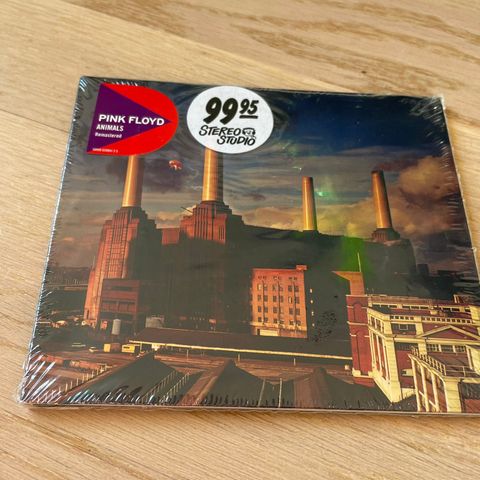 PINK FLOYD
ANIMALS
Remastered
99 95
STEREO
STUDIO